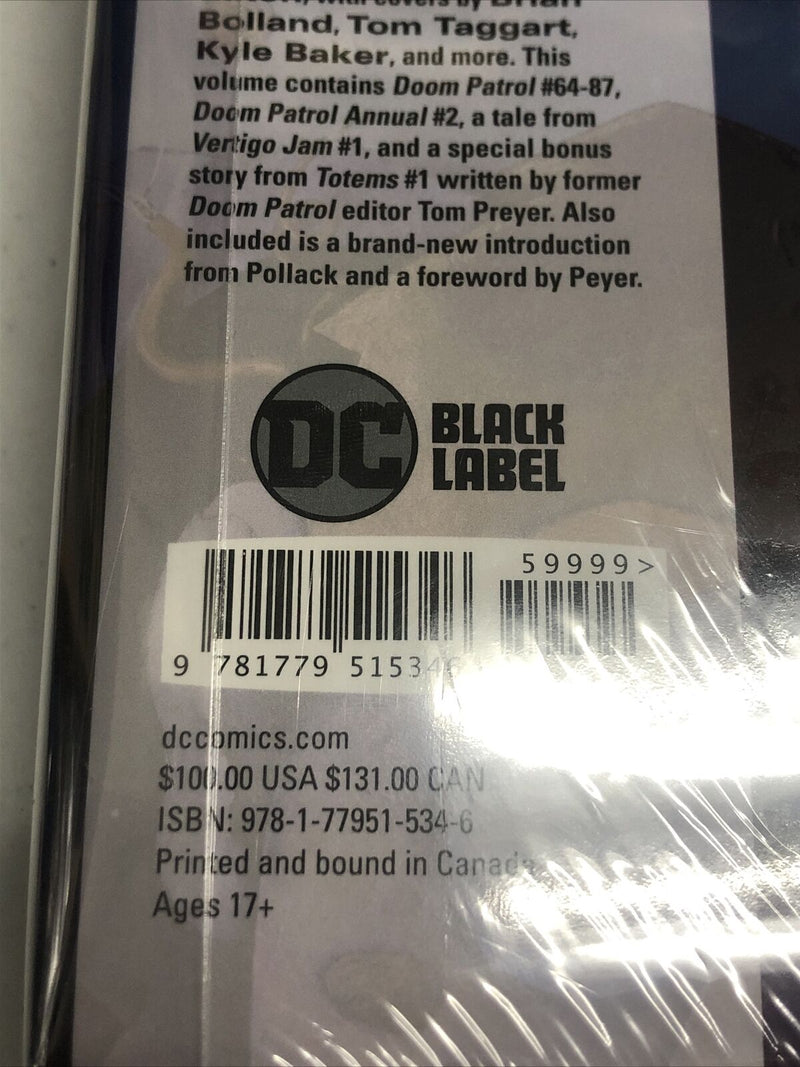 Bolland, Tom Taggart,
Kyle Baker, and more. This
volume contains Doom Patrol #64-87,
Doom Patrol Annual #2, a tale from
Vertigo Jam #1, and a special bonus
story from Totems #1 written by former
Doom Patrol editor Tom Preyer. Also
included is a brand-new introduction
from Pollack and a foreword by Peyer.
DC BLACK
LABEL
59999>
9 781779 515346
dccomics.com
$100.00 USA $131.00 CAN
ISBN: 978-1-77951-534-6
Printed and bound in Canada
Ages 17+